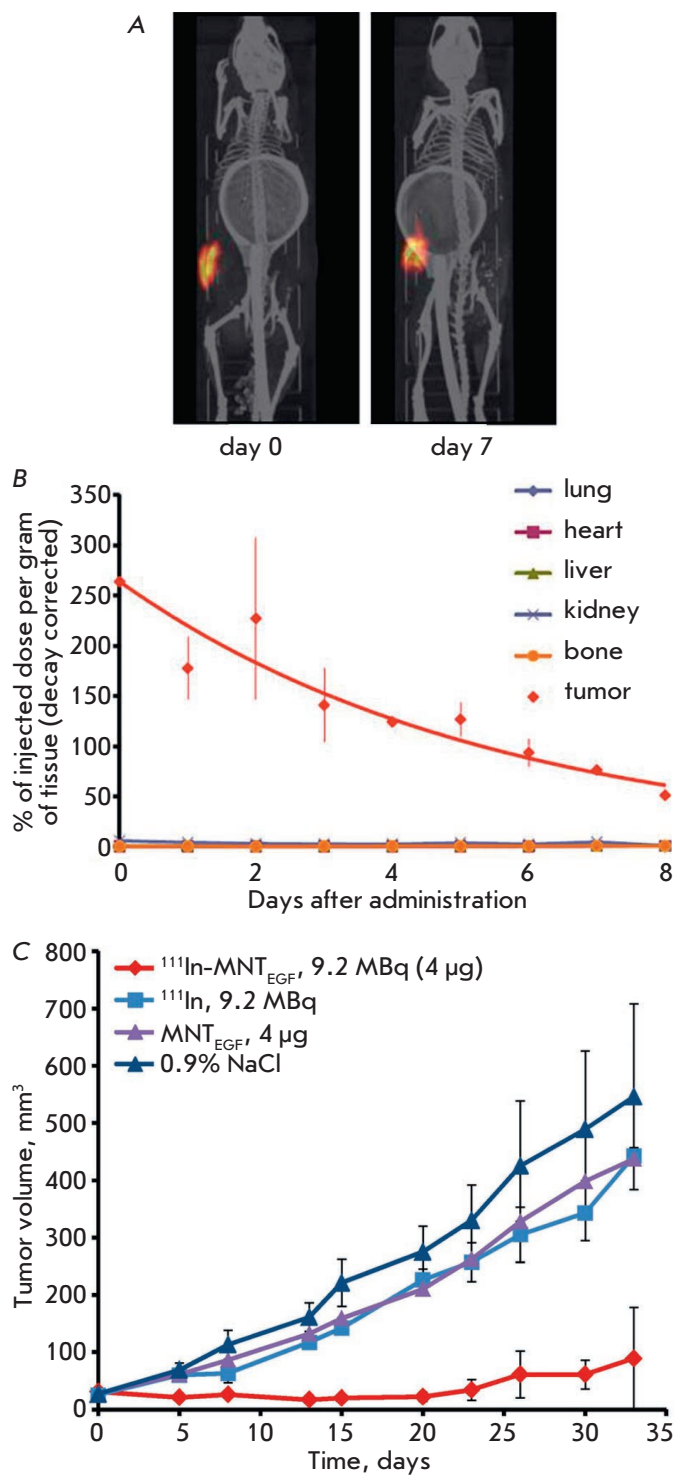 A
day 0
day 7
B
% of injected dose per gram
of tissue (decay corrected)
350
300
250
200
150
100
50
0
0
2
4
6
8
Days after administration
lung
heart
liver
kidney
bone
tumor
C
Tumor volume, mm³
800
700
600
500
400
300
200
100
0
0
5
10
15
20
25
30
35
Time, days
¹¹¹In-MNT_EGF, 9.2 MBq (4 µg)
¹¹¹In, 9.2 MBq
MNT_EGF, 4 µg
0.9% NaCl